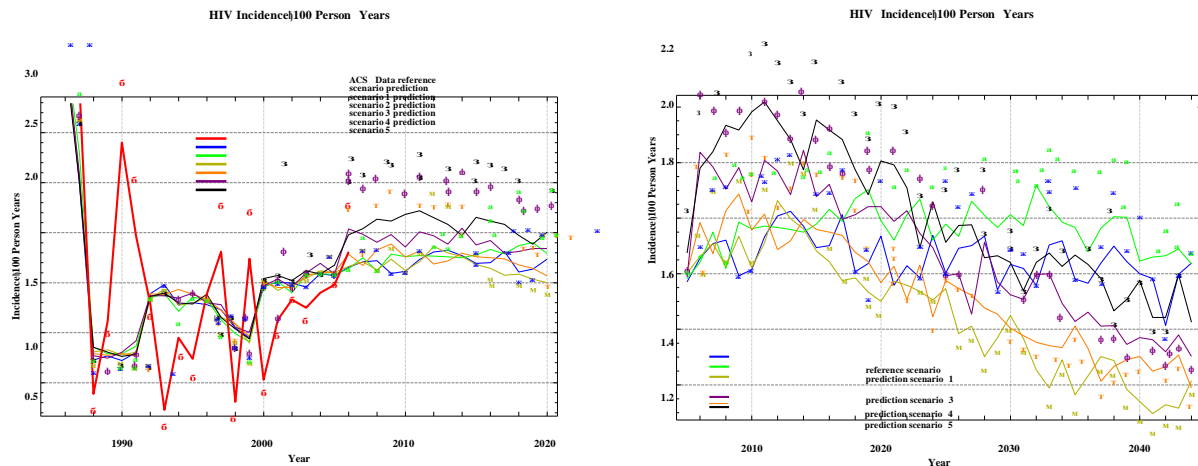 HIV Incidence/100 Person Years
3.0
2.5
2.0
1.5
1.0
0.5
Incidence/100 Person Years
ACS Data reference
scenario prediction
scenario 1 prediction
scenario 2 prediction
scenario 3 prediction
scenario 4 prediction
scenario 5
1990
2000
2010
2020
Year
HIV Incidence/100 Person Years
2.2
2.0
1.8
1.6
1.4
1.2
Incidence/100 Person Years
reference scenario
prediction scenario 1
prediction scenario 3
prediction scenario 4
prediction scenario 5
2010
2020
2030
2040
Year